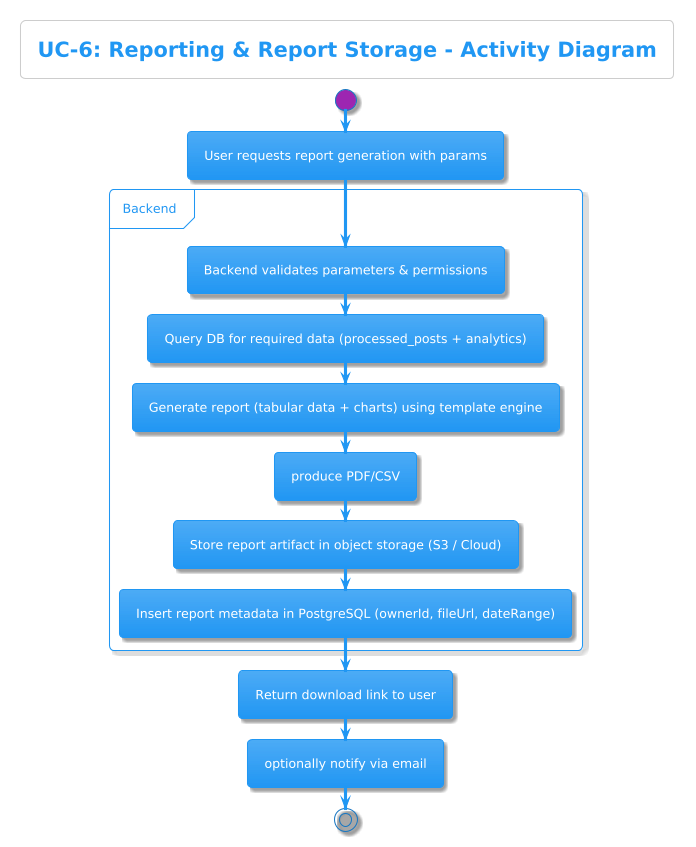 UC-6: Reporting & Report Storage - Activity Diagram
User requests report generation with params
Backend
Backend validates parameters & permissions
Query DB for required data (processed_posts + analytics)
Generate report (tabular data + charts) using template engine
produce PDF/CSV
Store report artifact in object storage (S3 / Cloud)
Insert report metadata in PostgreSQL (ownerId, fileUrl, dateRange)
Return download link to user
optionally notify via email